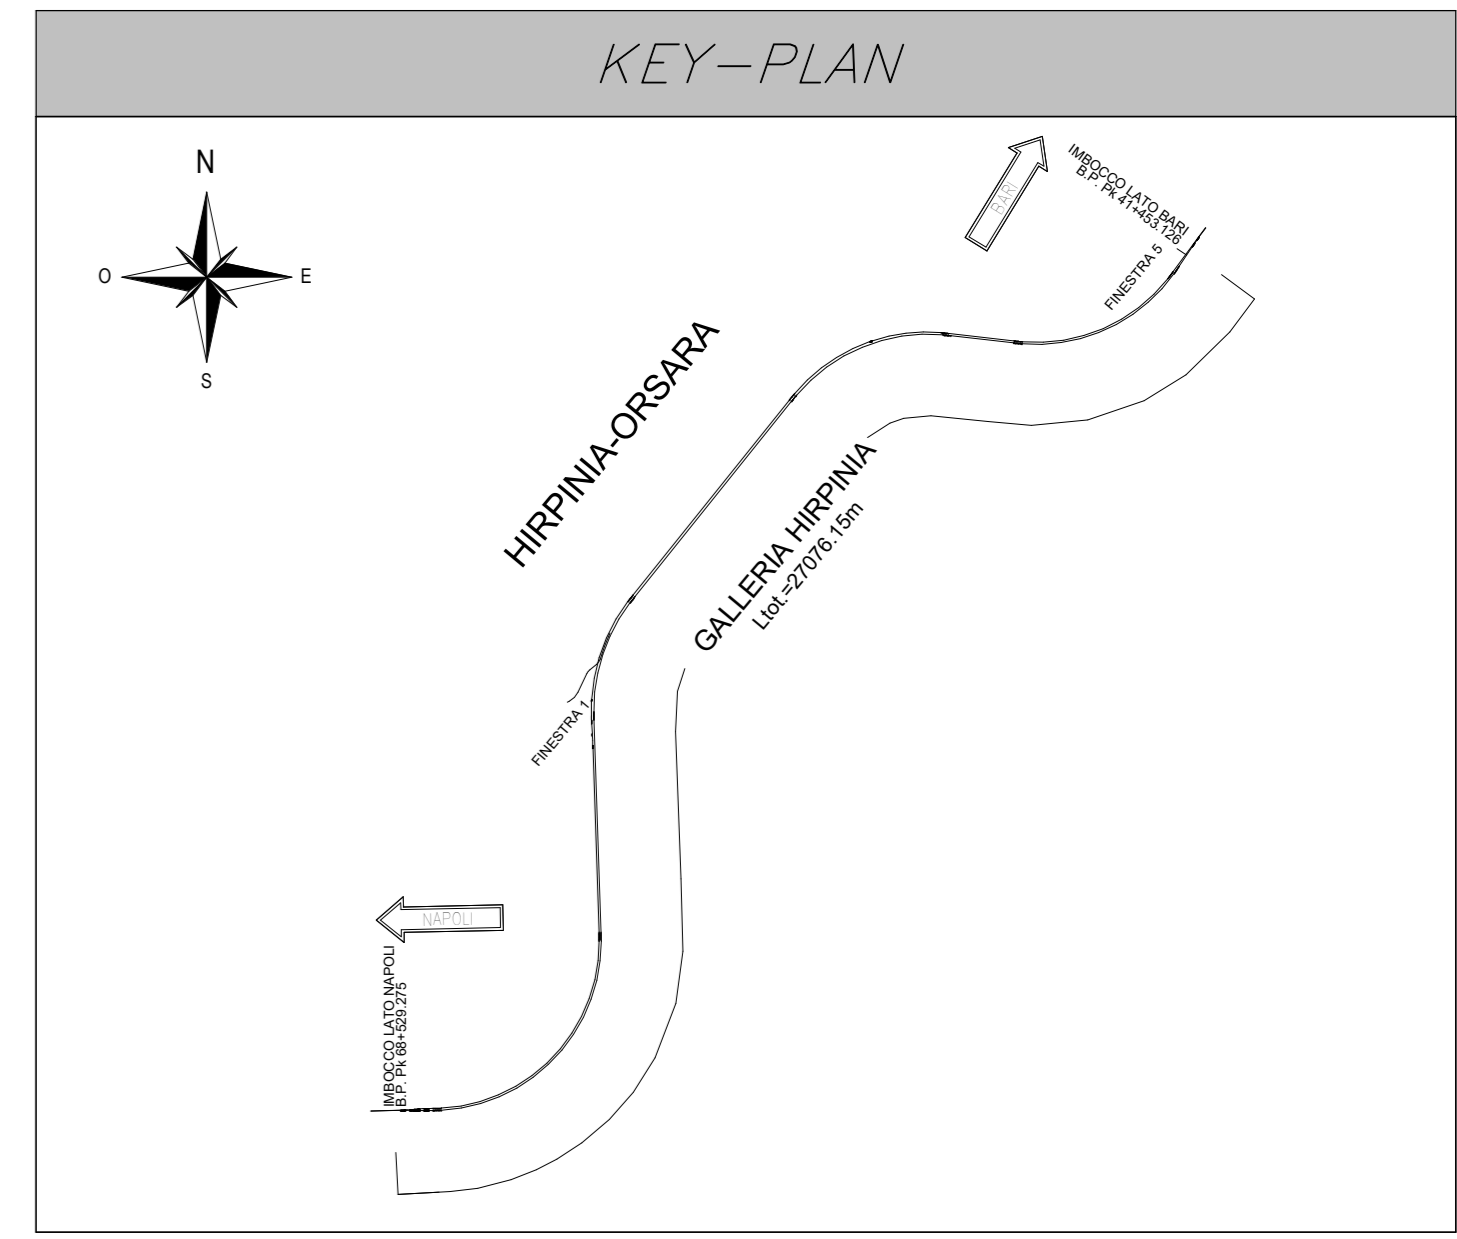 KEY-PLAN
N
O
E
S
BARI
IMBOCCO LATO BARI
B.P. Pk 41+453.126
FINESTRA 5
HIRPINIA-ORSARA
GALLERIA HIRPINIA
Ltot.=27076.15m
FINESTRA 1
NAPOLI
IMBOCCO LATO NAPOLI
B.P. Pk 68+529.275